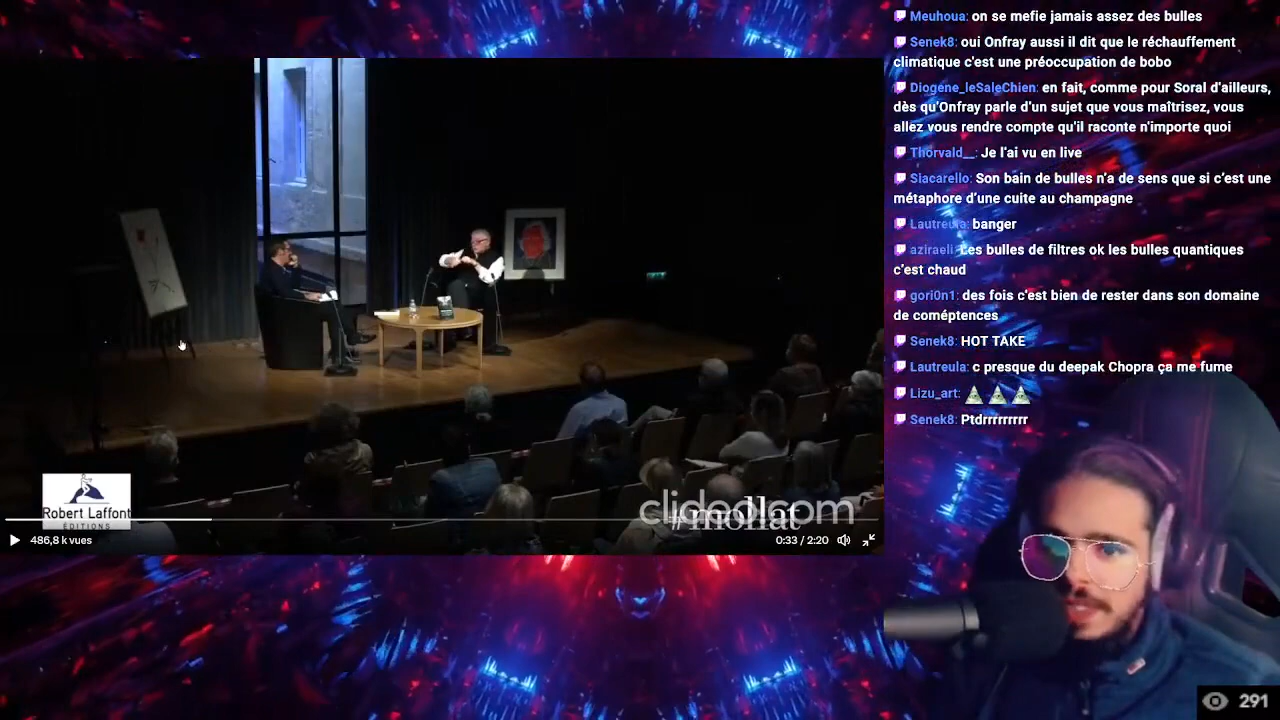 Meuhoua: on se mefie jamais assez des bulles
Senek8: oui Onfray aussi il dit que le réchauffement
climatique c'est une préoccupation de bobo
Diogene_leSaleChien: en fait, comme pour Soral d'ailleurs,
dès qu'Onfray parle d'un sujet que vous maîtrisez, vous
allez vous rendre compte qu'il raconte n'importe quoi
Thorvald__: Je l'ai vu en live
Siacarello: Son bain de bulles n'a de sens que si c'est une
métaphore d'une cuite au champagne
Lautreula: banger
aziraeli: Les bulles de filtres ok les bulles quantiques
c'est chaud
gori0n1: des fois c'est bien de rester dans son domaine
de coméptences
Senek8: HOT TAKE
Lautreula: c presque du deepak Chopra ça me fume
Lizu_art:
Senek8: Ptdrrrrrrrrr
Robert Laffont
ÉDITIONS
clideo.com
#mollat
486,8 k vues
0:33 / 2:20
291